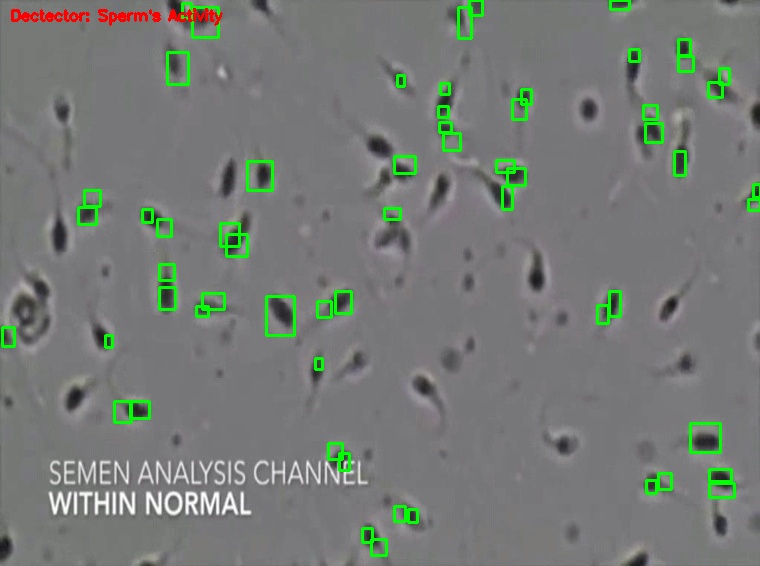 Dectector: Sperm's Activity
SEMEN ANALYSIS CHANNEL
WITHIN NORMAL